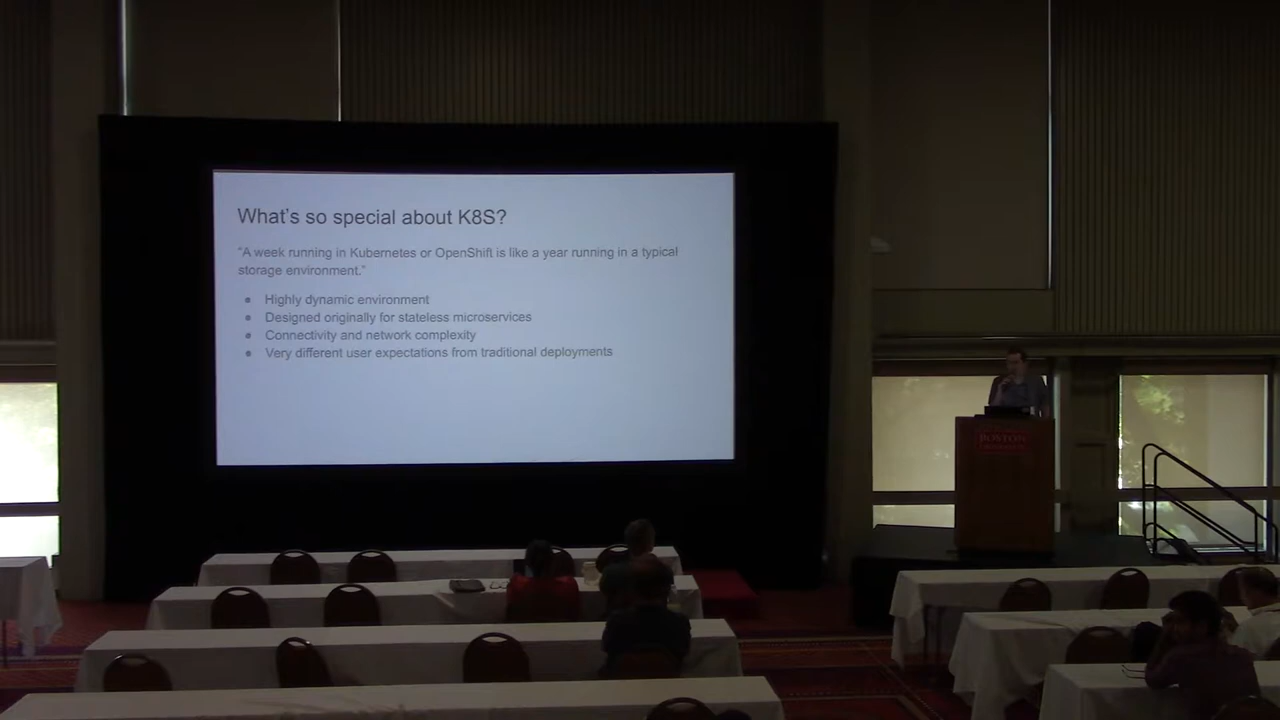 What's so special about K8S?
"A week running in Kubernetes or OpenShift is like a year running in a typical
storage environment."
Highly dynamic environment
Designed originally for stateless microservices
Connectivity and network complexity
Very different user expectations from traditional deployments
BOSTON